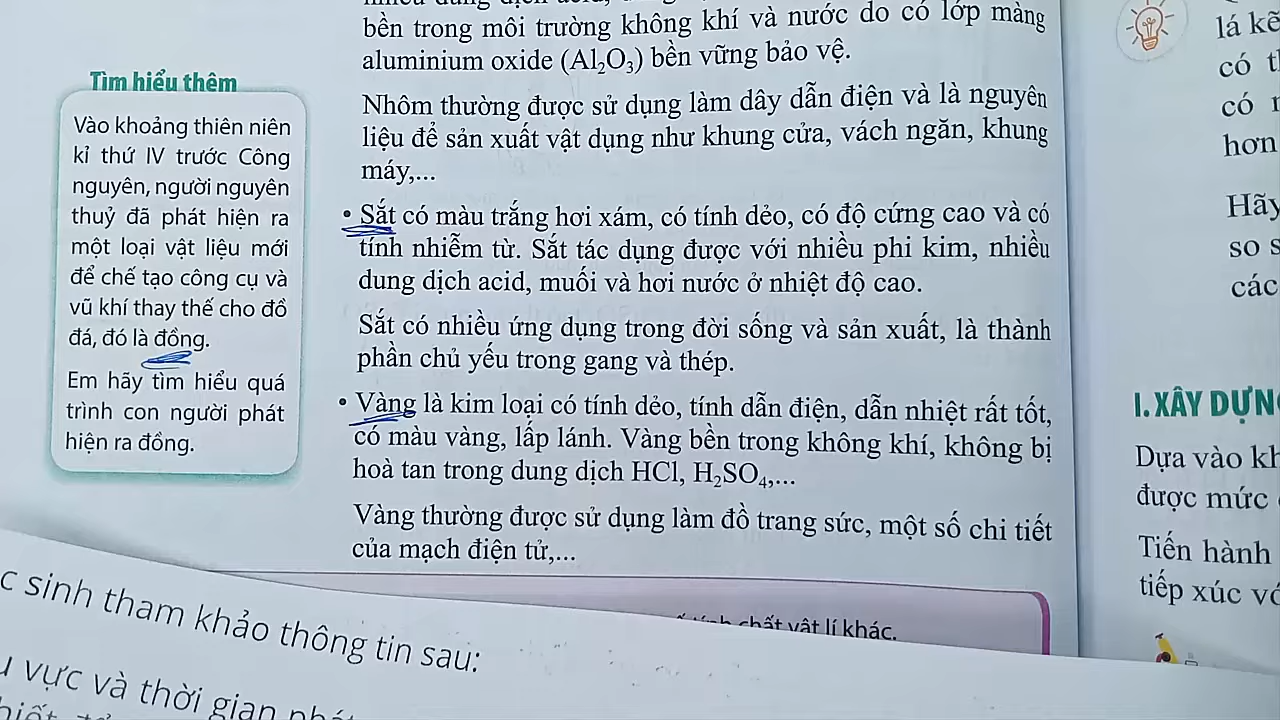 bền trong môi trường không khí và nước do có lớp màng
aluminium oxide (Al₂O₃) bền vững bảo vệ.
Nhôm thường được sử dụng làm dây dẫn điện và là nguyên
liệu để sản xuất vật dụng như khung cửa, vách ngăn, khung
máy,...
• Sắt có màu trắng hơi xám, có tính dẻo, có độ cứng cao và có
tính nhiễm từ. Sắt tác dụng được với nhiều phi kim, nhiều
dung dịch acid, muối và hơi nước ở nhiệt độ cao.
Sắt có nhiều ứng dụng trong đời sống và sản xuất, là thành
phần chủ yếu trong gang và thép.
• Vàng là kim loại có tính dẻo, tính dẫn điện, dẫn nhiệt rất tốt,
có màu vàng, lấp lánh. Vàng bền trong không khí, không bị
hoà tan trong dung dịch HCl, H₂SO₄,...
Vàng thường được sử dụng làm đồ trang sức, một số chi tiết
của mạch điện tử,...
Tìm hiểu thêm
Vào khoảng thiên niên
kỉ thứ IV trước Công
nguyên, người nguyên
thuỷ đã phát hiện ra
một loại vật liệu mới
để chế tạo công cụ và
vũ khí thay thế cho đồ
đá, đó là đồng.
Em hãy tìm hiểu quá
trình con người phát
hiện ra đồng.
chất vật lí khác.
sinh tham khảo thông tin sau:
vực và thời gian
lá
có
có
hơn
Hãy
so
các
I. XÂY DỰN
Dựa vào
được mức
Tiến hành
tiếp xúc